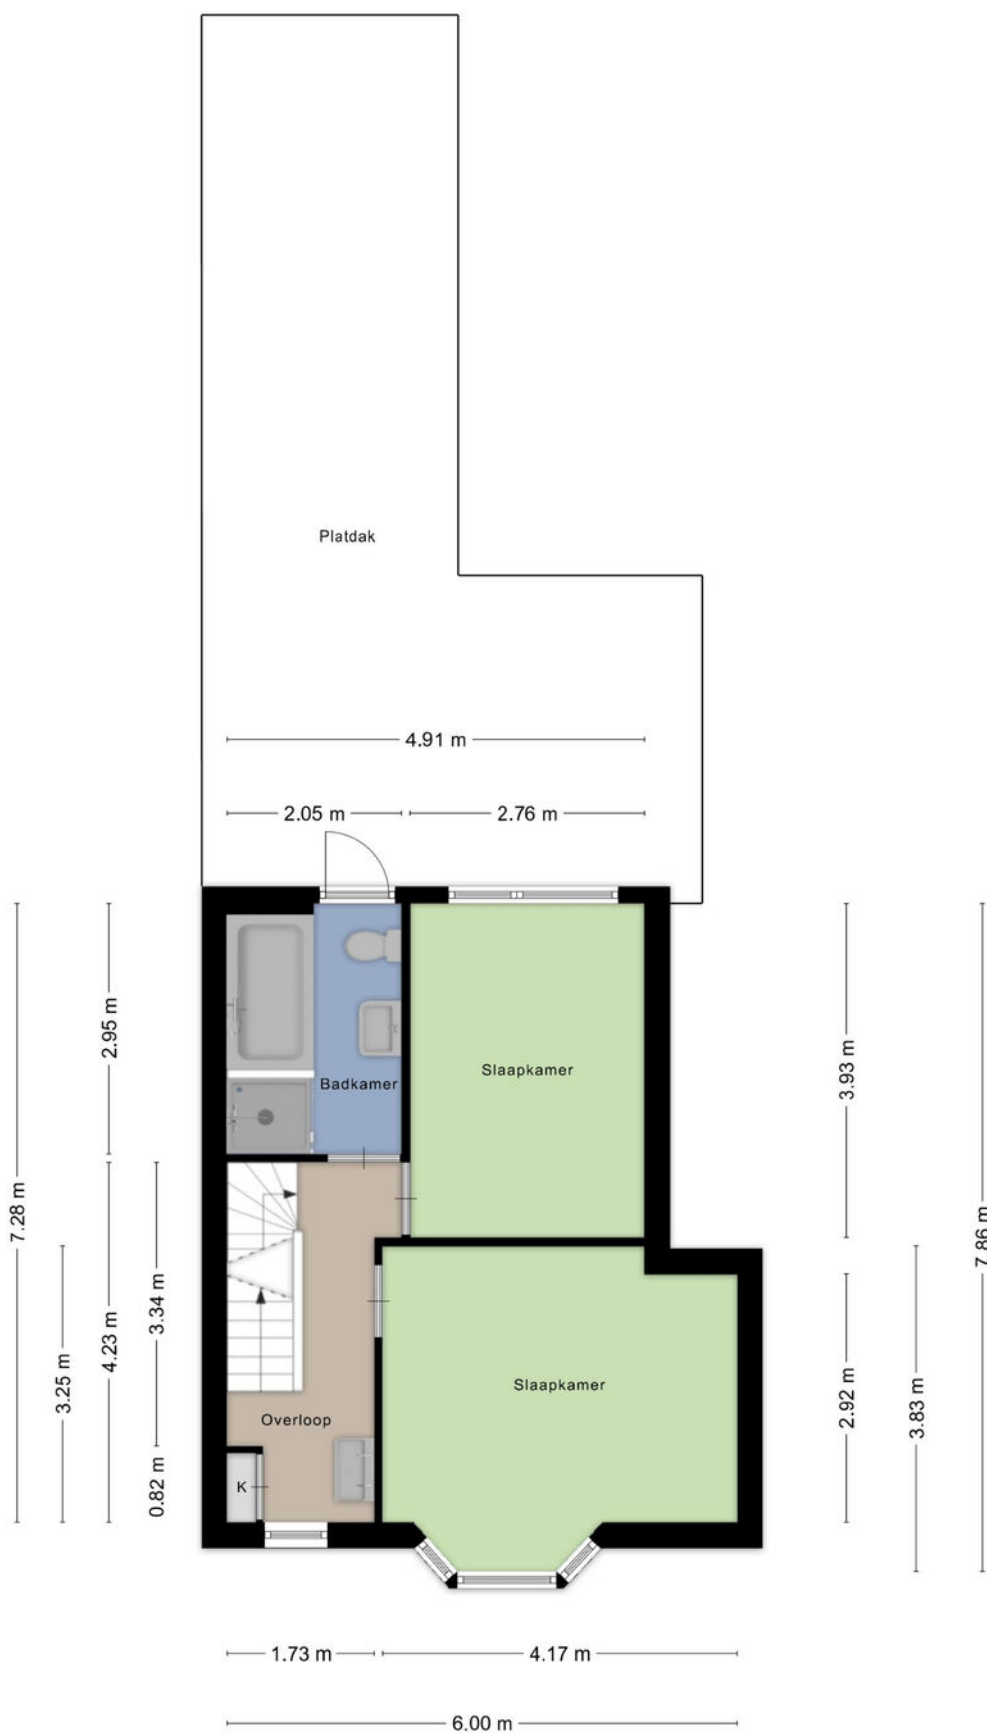 Platdak
4.91 m
2.05 m
2.76 m
2.95 m
3.93 m
Slaapkamer
Badkamer
7.28 m
7.86 m
4.23 m
3.34 m
3.25 m
2.92 m
3.83 m
Slaapkamer
Overloop
0.82 m
K
1.73 m
4.17 m
6.00 m